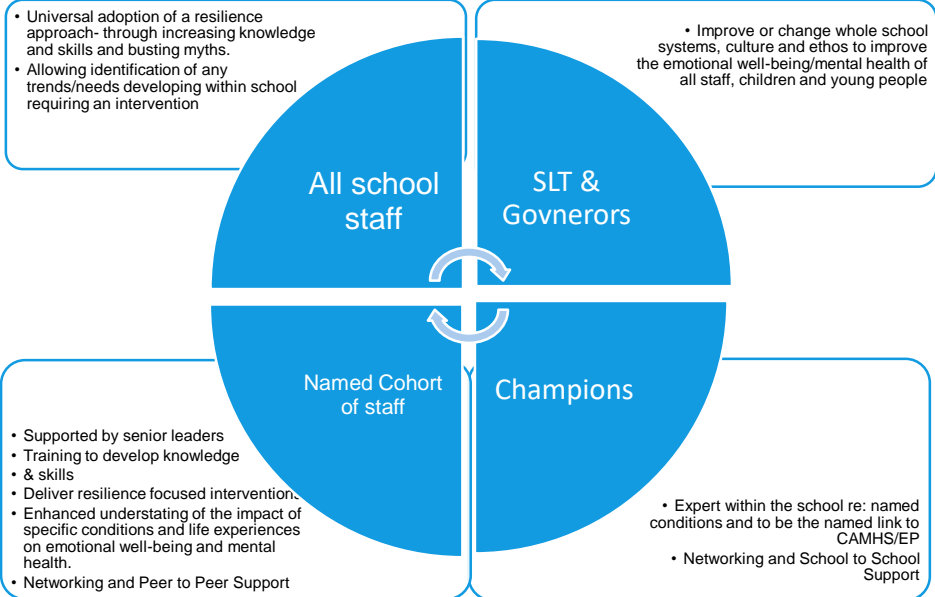 • Universal adoption of a resilience
approach- through increasing knowledge
and skills and busting myths.
• Allowing identification of any
trends/needs developing within school
requiring an intervention
• Improve or change whole school
systems, culture and ethos to improve
the emotional well-being/mental health of
all staff, children and young people
All school
staff
SLT &
Govnerors
Named Cohort
of staff
Champions
• Supported by senior leaders
• Training to develop knowledge
• & skills
• Deliver resilience focused interventions
• Enhanced understating of the impact of
specific conditions and life experiences
on emotional well-being and mental
health.
• Networking and Peer to Peer Support
• Expert within the school re: named
conditions and to be the named link to
CAMHS/EP
• Networking and School to School
Support